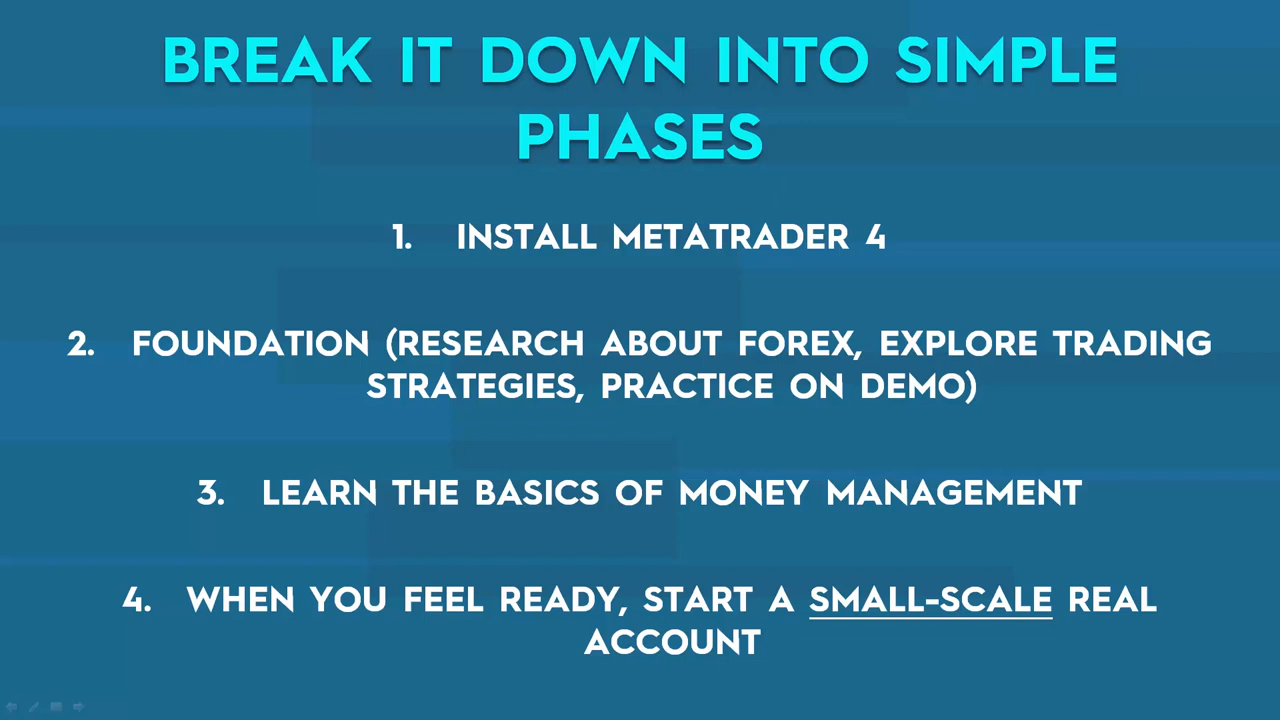 BREAK IT DOWN INTO SIMPLE
PHASES
1. INSTALL METATRADER 4
2. FOUNDATION (RESEARCH ABOUT FOREX, EXPLORE TRADING
STRATEGIES, PRACTICE ON DEMO)
3. LEARN THE BASICS OF MONEY MANAGEMENT
4. WHEN YOU FEEL READY, START A SMALL-SCALE REAL
ACCOUNT